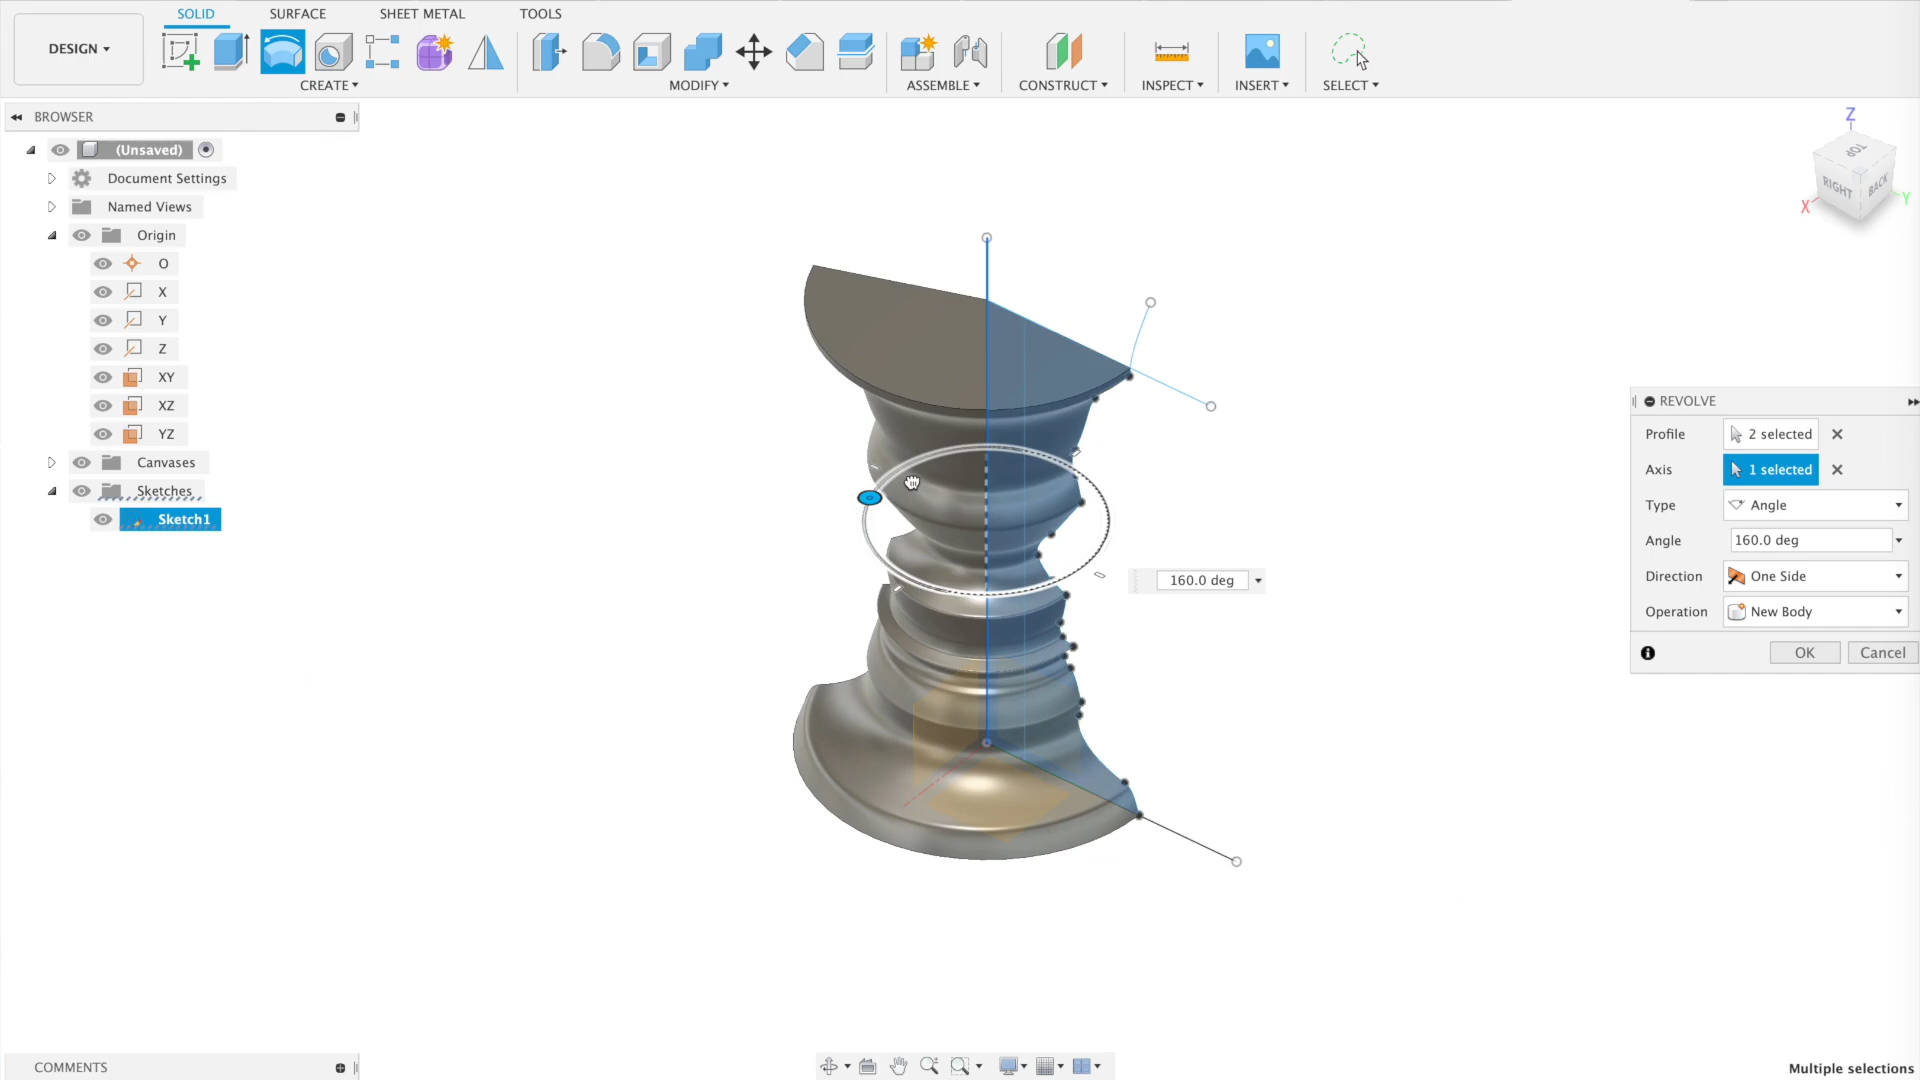 SOLID SURFACE SHEET METAL TOOLS
DESIGN
CREATE MODIFY ASSEMBLE CONSTRUCT INSPECT INSERT SELECT
BROWSER
(Unsaved)
Document Settings
Named Views
Origin
O
X
Y
Z
XY
XZ
YZ
Canvases
Sketches
Sketch1
Z
TOP
RIGHT
BACK
X
Y
160.0 deg
REVOLVE
Profile 2 selected
Axis 1 selected
Type Angle
Angle 160.0 deg
Direction One Side
Operation New Body
OK Cancel
COMMENTS
Multiple selections